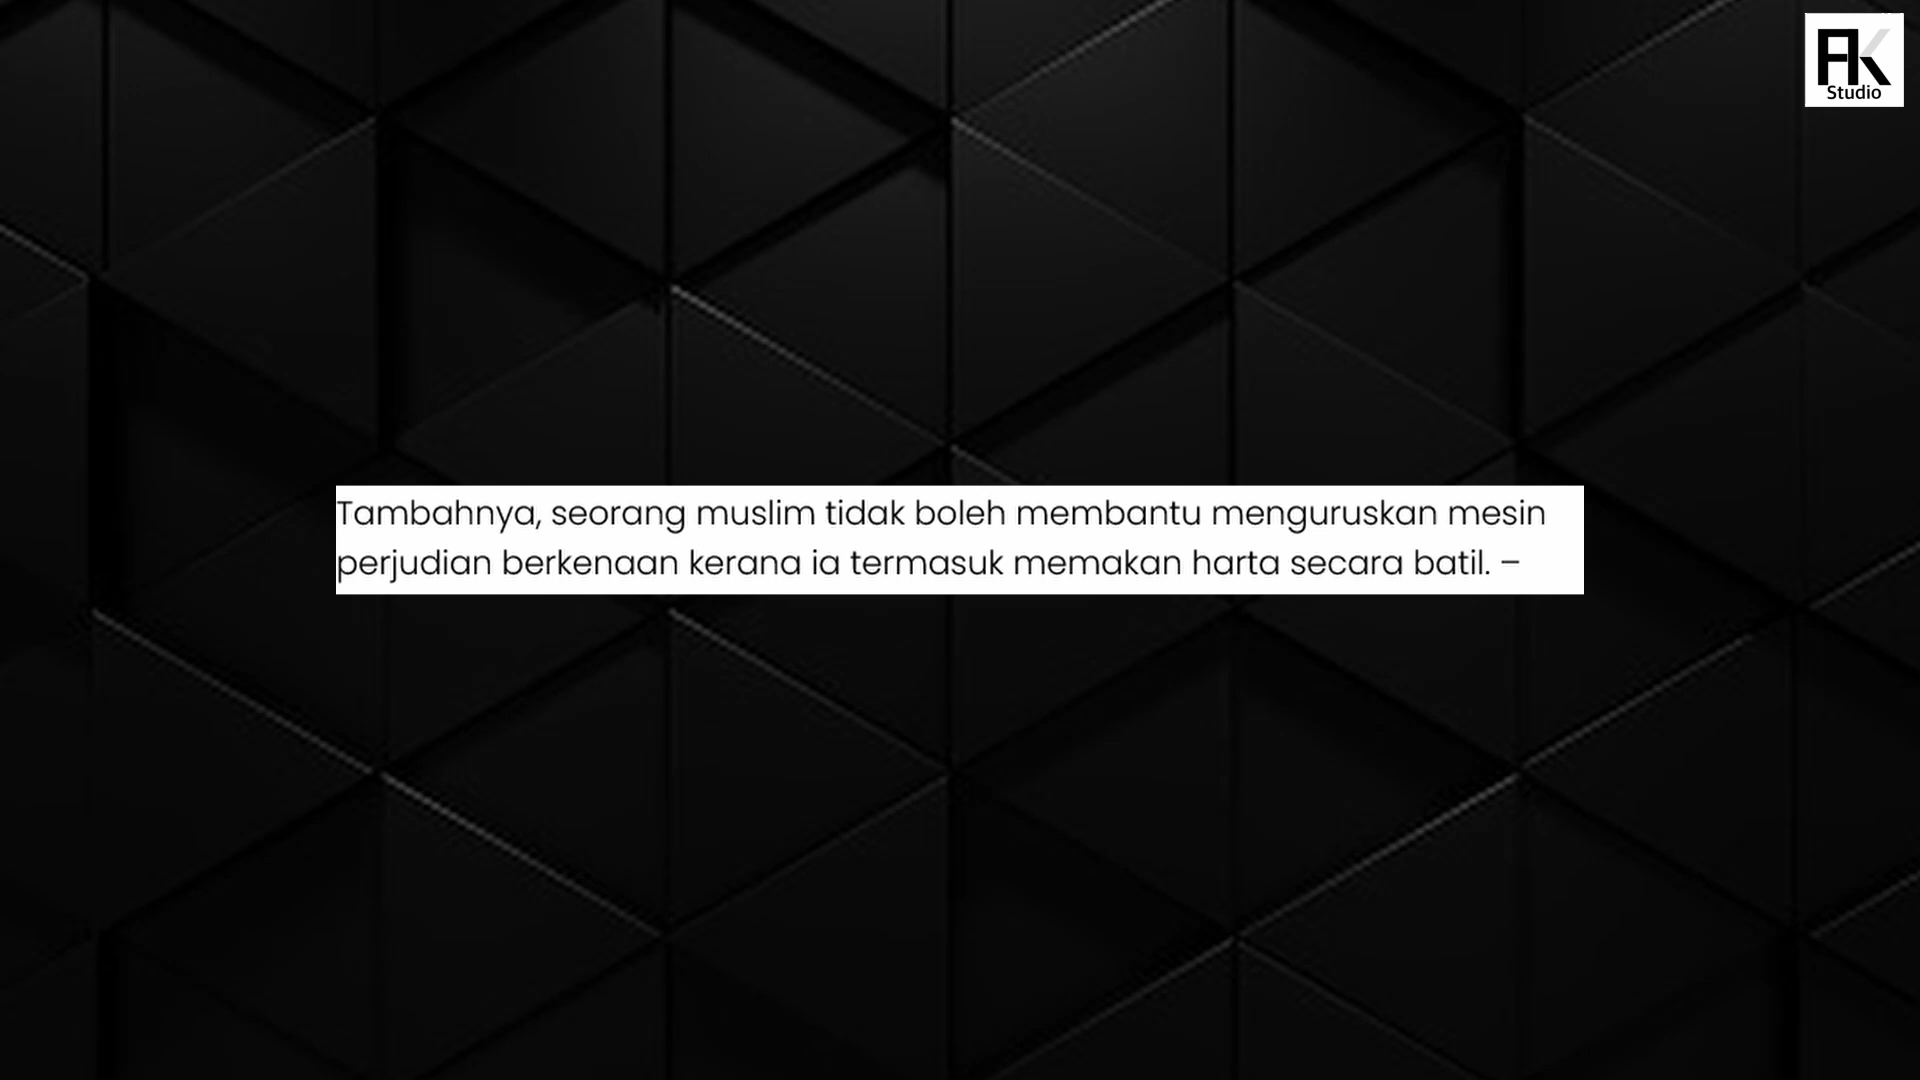 AK
Studio
Tambahnya, seorang muslim tidak boleh membantu menguruskan mesin
perjudian berkenaan kerana ia termasuk memakan harta secara batil. –